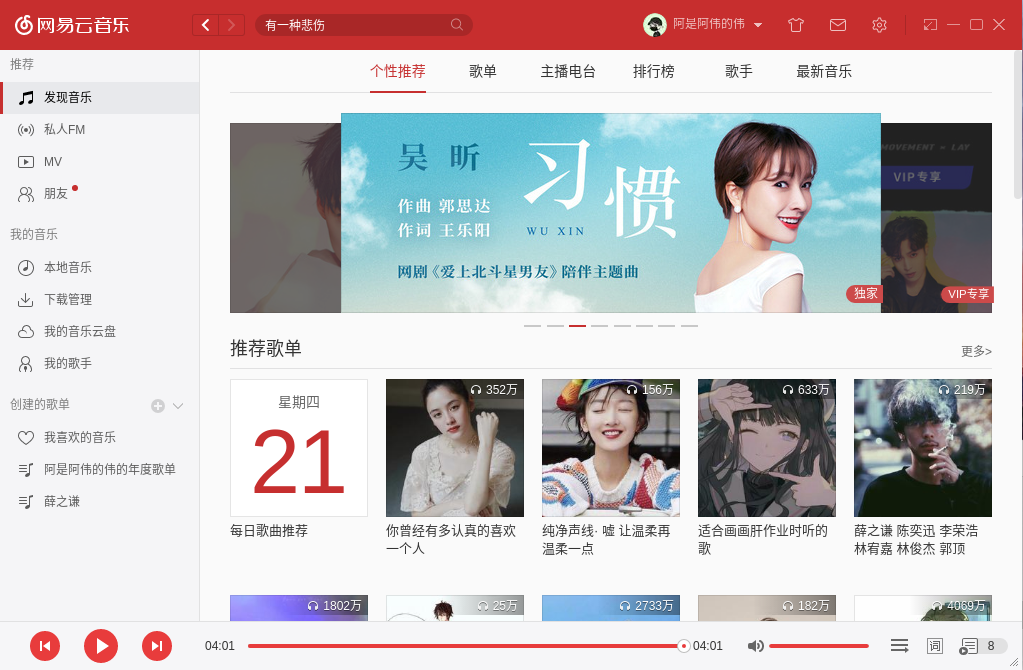 网易云音乐
有一种悲伤
阿是阿伟的伟
推荐
发现音乐
私人FM
MV
朋友
我的音乐
本地音乐
下载管理
我的音乐云盘
我的歌手
创建的歌单
我喜欢的音乐
阿是阿伟的伟的年度歌单
薛之谦
个性推荐
歌单
主播电台
排行榜
歌手
最新音乐
吴昕
习惯
作曲 郭思达
作词 王乐阳
WU XIN
网剧《爱上北斗星男友》陪伴主题曲
独家
MOVEMENT × LAY
VIP专享
VIP专享
推荐歌单
更多>
星期四
21
每日歌曲推荐
352万
你曾经有多认真的喜欢
一个人
156万
纯净声线· 嘘 让温柔再
温柔一点
633万
适合画画肝作业时听的
歌
219万
薛之谦 陈奕迅 李荣浩
林宥嘉 林俊杰 郭顶
1802万
25万
2733万
182万
4069万
04:01
04:01
词
8